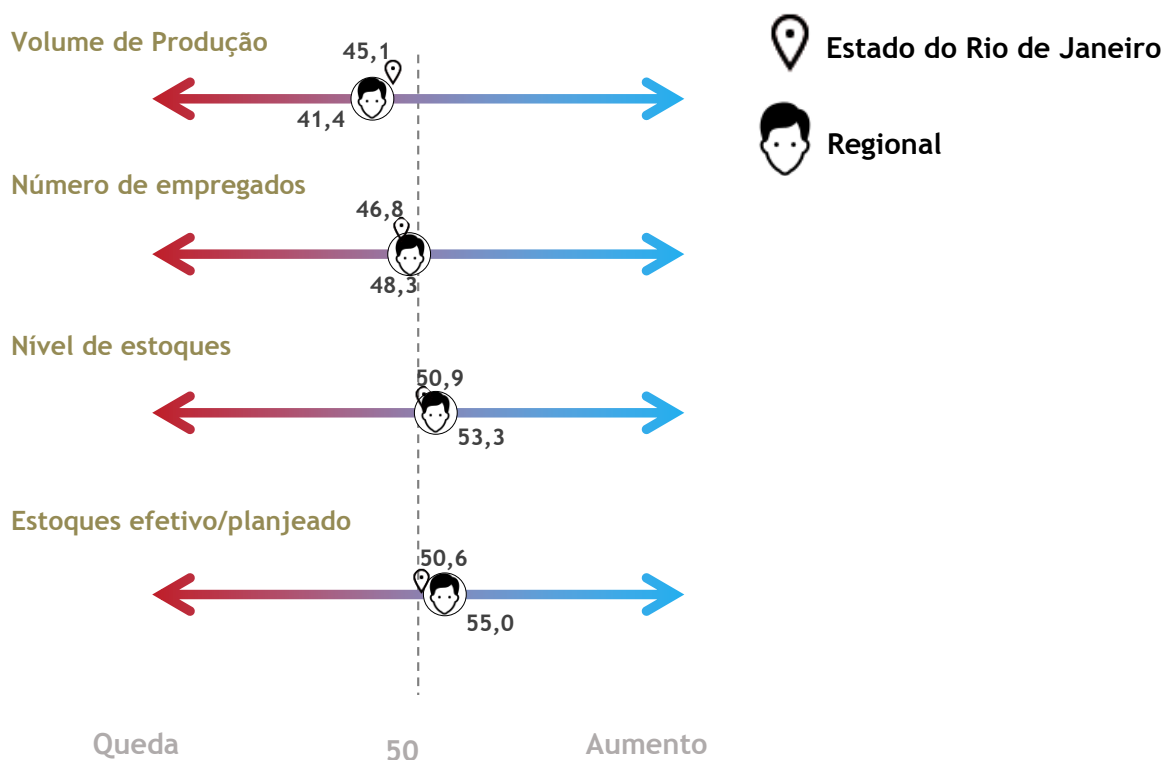 Volume de Produção
45,1
41,4
Estado do Rio de Janeiro
Regional
Número de empregados
46,8
48,3
Nível de estoques
50,9
53,3
Estoques efetivo/planjeado
50,6
55,0
Queda
50
Aumento